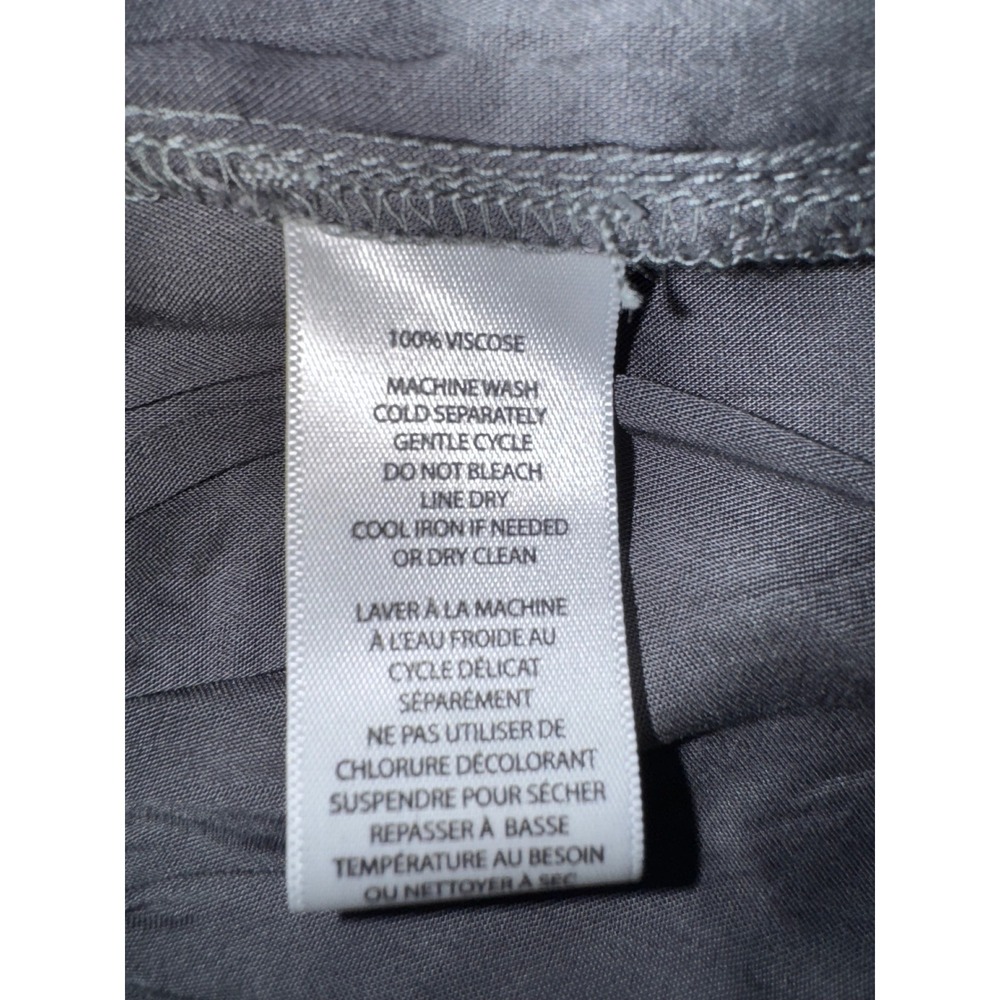 100% VISCOSE
MACHINE WASH
COLD SEPARATELY
GENTLE CYCLE
DO NOT BLEACH
LINE DRY
COOL IRON IF NEEDED
OR DRY CLEAN
LAVER À LA MACHINE
À L'EAU FROIDE AU
CYCLE DÉLICAT
SÉPARÉMENT
NE PAS UTILISER DE
CHLORURE DÉCOLORANT
SUSPENDRE POUR SÉCHER
REPASSER À BASSE
TEMPÉRATURE AU BESOIN
OU NETTOYER À SEC